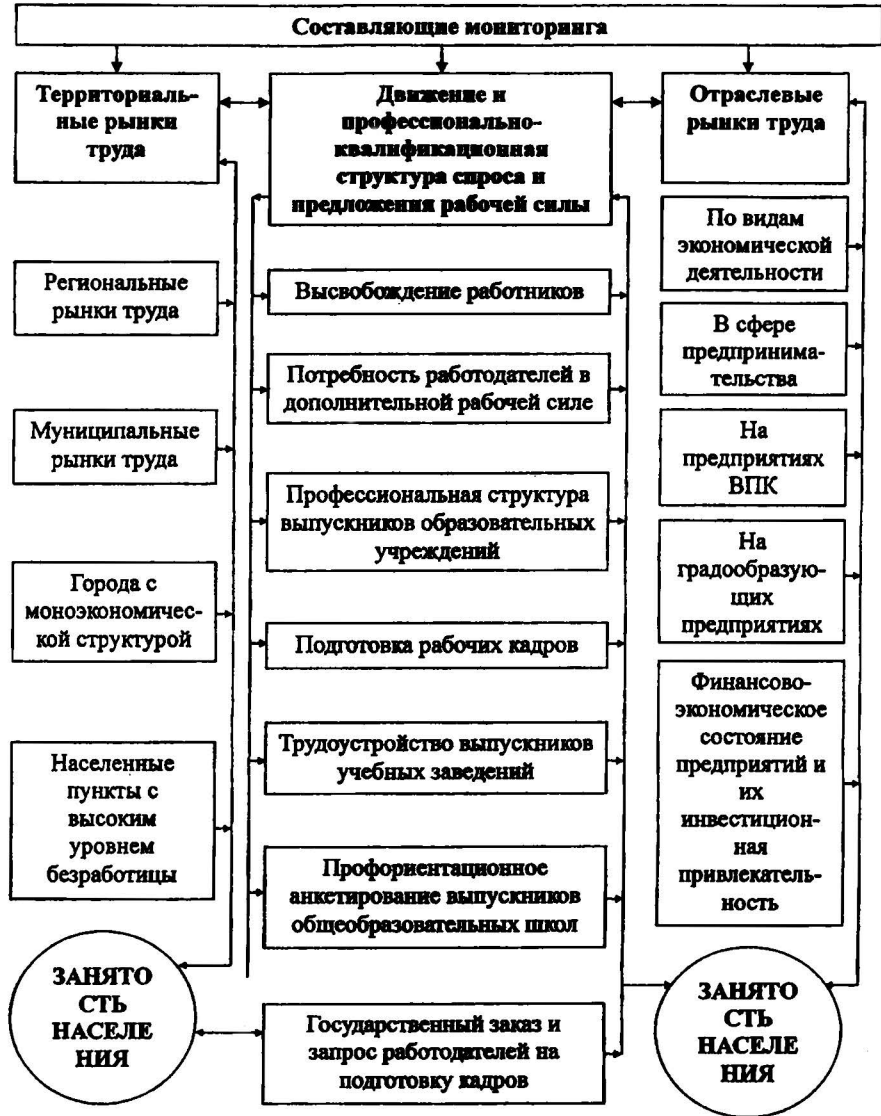 Составляющие мониторинга
Территориаль-
ные рынки
труда
Региональные
рынки труда
Муниципальные
рынки труда
Города с
моноэкономичес-
кой структурой
Населенные
пункты с
высоким
уровнем
безработицы
ЗАНЯТО
СТЬ
НАСЕЛЕ
НИЯ
Движение и
профессионально-
квалификационная
структура спроса и
предложения рабочей силы
Высвобождение работников
Потребность работодателей в
дополнительной рабочей силе
Профессиональная структура
выпускников образовательных
учреждений
Подготовка рабочих кадров
Трудоустройство выпускников
учебных заведений
Профориентационное
анкетирование выпускников
общеобразовательных школ
Государственный заказ и
запрос работодателей на
подготовку кадров
Отраслевые
рынки труда
По видам
экономической
деятельности
В сфере
предпринима-
тельства
На
предприятиях
ВПК
На
градообразую-
щих
предприятиях
Финансово-
экономическое
состояние
предприятий и
их
инвестицион-
ная
привлекатель-
ность
ЗАНЯТО
СТЬ
НАСЕЛЕ
НИЯ